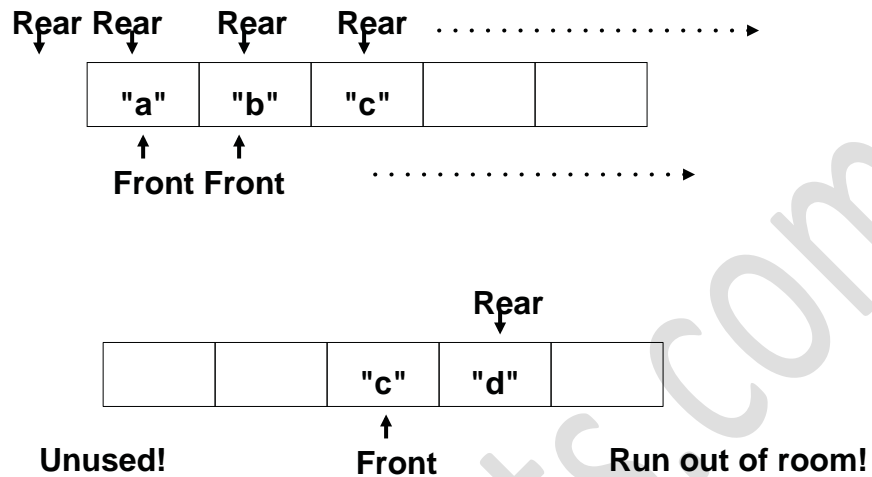 Rear Rear Rear Rear
"a" "b" "c"
Front Front
Rear
"c" "d"
Unused! Front Run out of room!